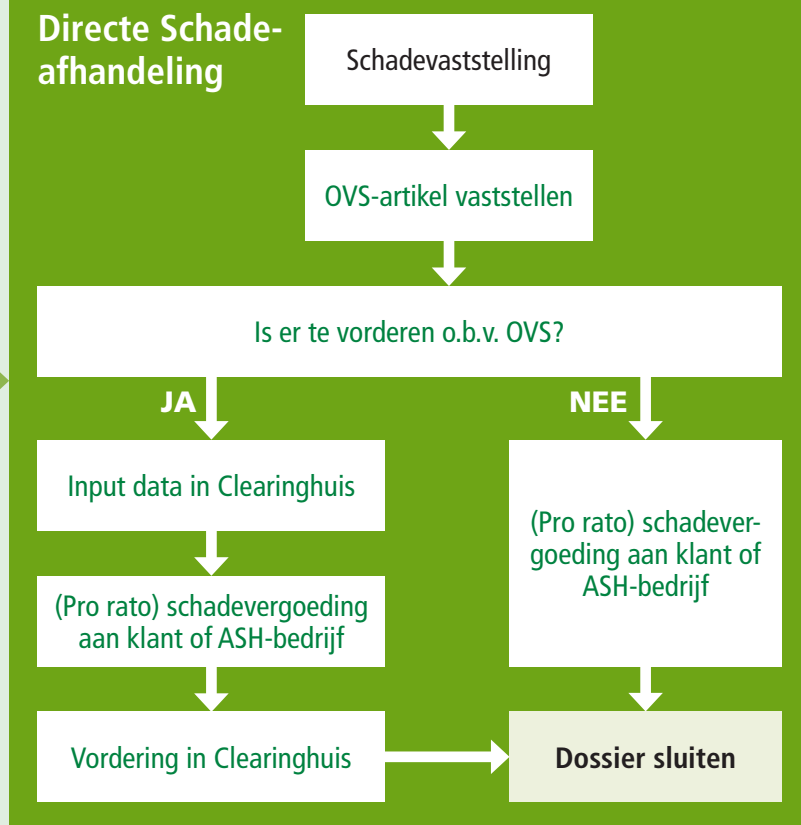 Directe Schade-
afhandeling
Schadevaststelling
OVS-artikel vaststellen
Is er te vorderen o.b.v. OVS?
JA
NEE
Input data in Clearinghuis
(Pro rato) schadevergoeding
aan klant of ASH-bedrijf
Vordering in Clearinghuis
(Pro rato) schadever-
goeding aan klant of
ASH-bedrijf
Dossier sluiten